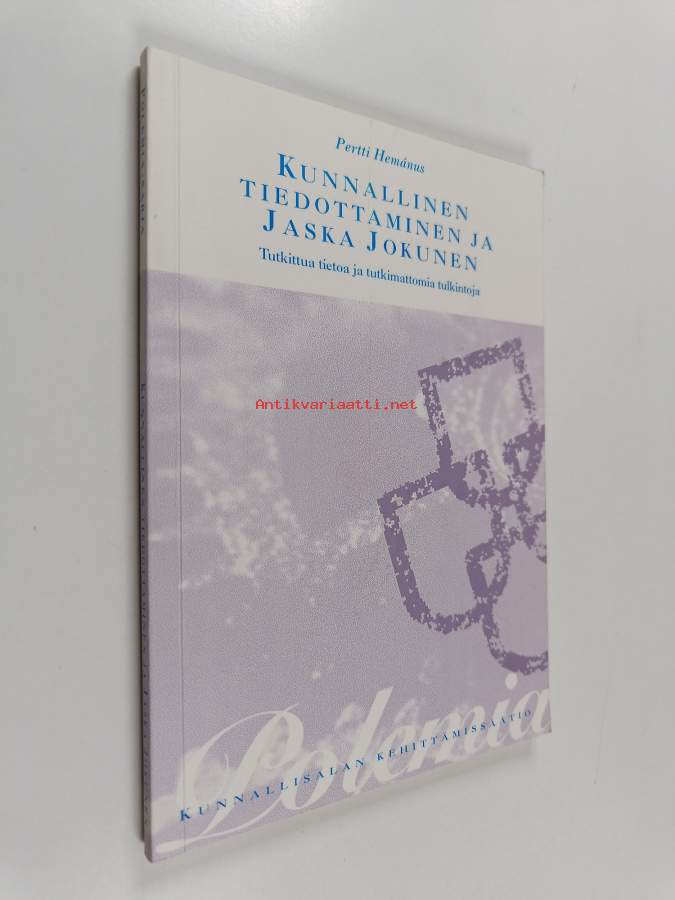 Pertti Hemánus
KUNNALLINEN
TIEDOTTAMINEN JA
JASKA JOKUNEN
Tutkittua tietoa ja tutkimattomia tulkintoja
Antikvariaatti.net
Polemia
KUNNALLISALAN KEHITTÄMISSÄÄTIÖ